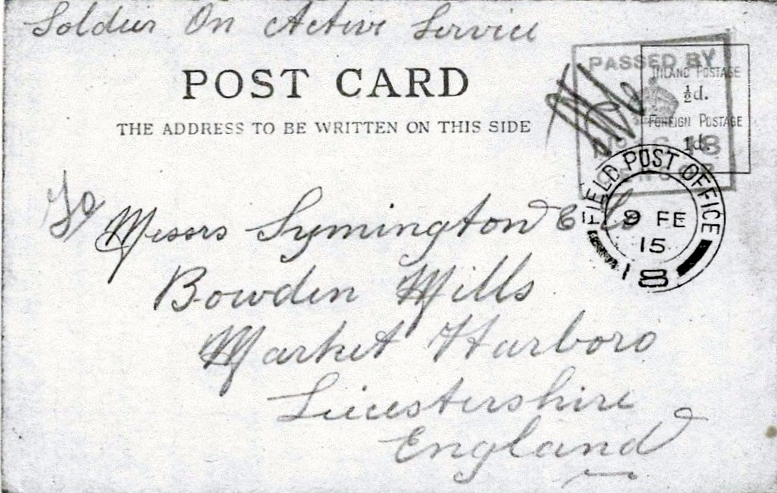 Soldier On Active Service
POST CARD
THE ADDRESS TO BE WRITTEN ON THIS SIDE
PASSED BY
INLAND POSTAGE
½d.
FOREIGN POSTAGE
1d.
FIELD POST OFFICE
9 FE
15
18
To Messrs Symington & Co
Bowden Mills
Market Harboro
Leicestershire
England